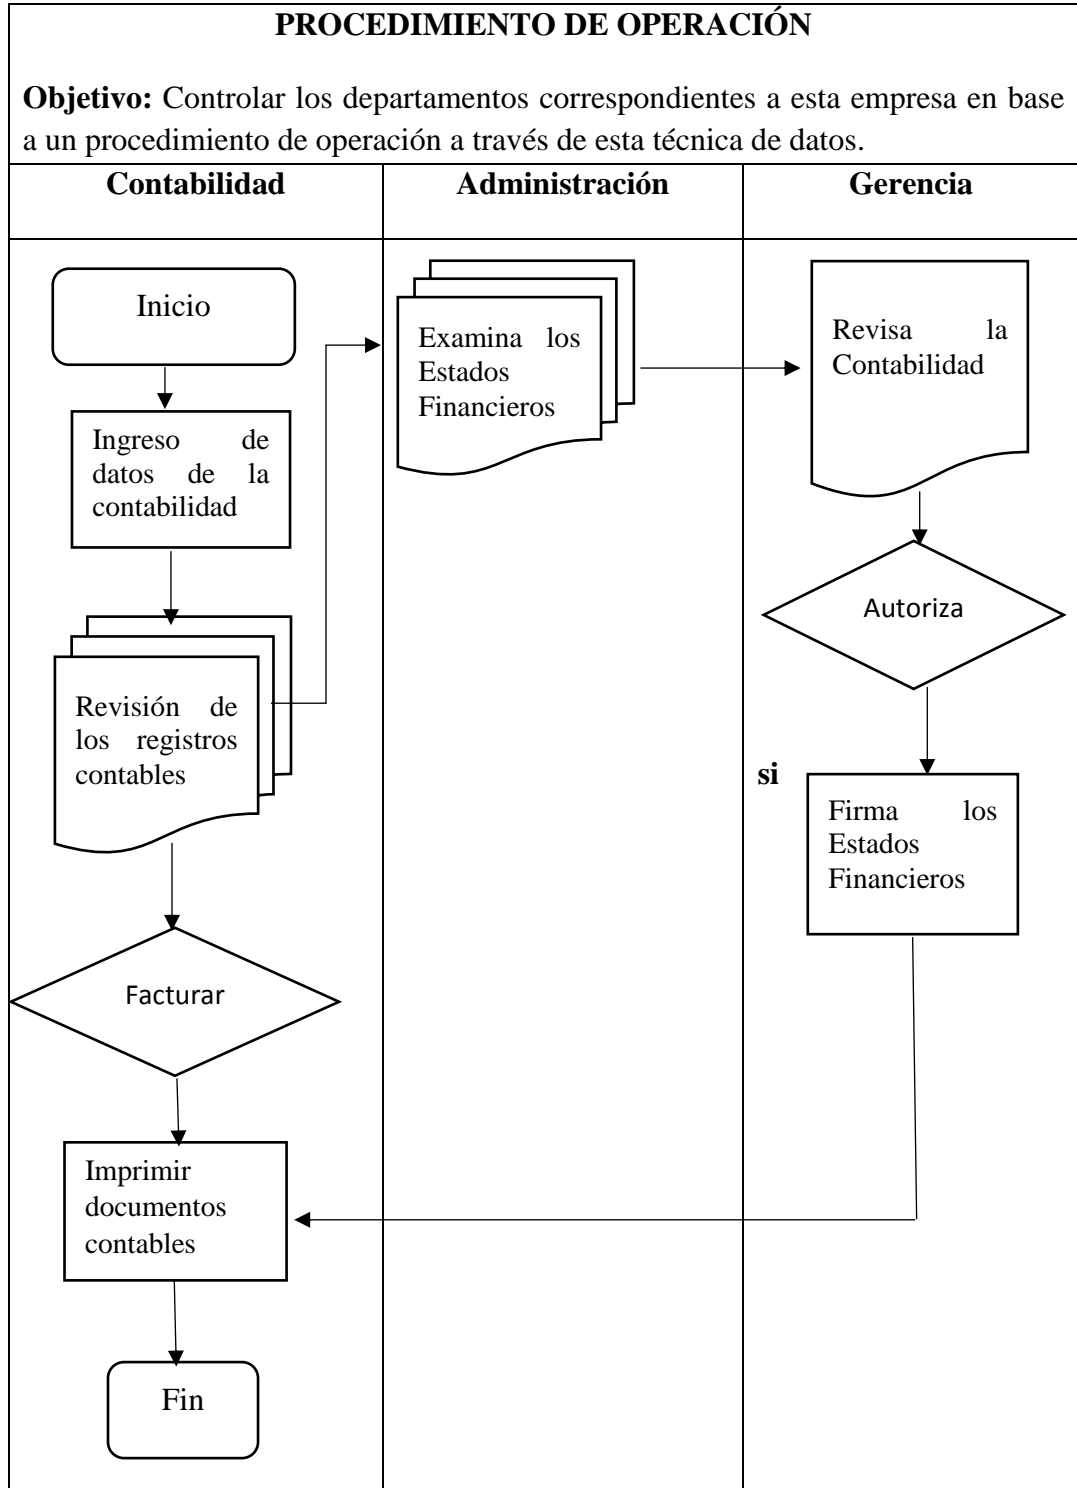 PROCEDIMIENTO DE OPERACIÓN
Objetivo: Controlar los departamentos correspondientes a esta empresa en base
a un procedimiento de operación a través de esta técnica de datos.
Contabilidad
Administración
Gerencia
Inicio
Ingreso de
datos de la
contabilidad
Revisión de
los registros
contables
Facturar
Imprimir
documentos
contables
Fin
Examina los
Estados
Financieros
Revisa la
Contabilidad
Autoriza
si
Firma los
Estados
Financieros